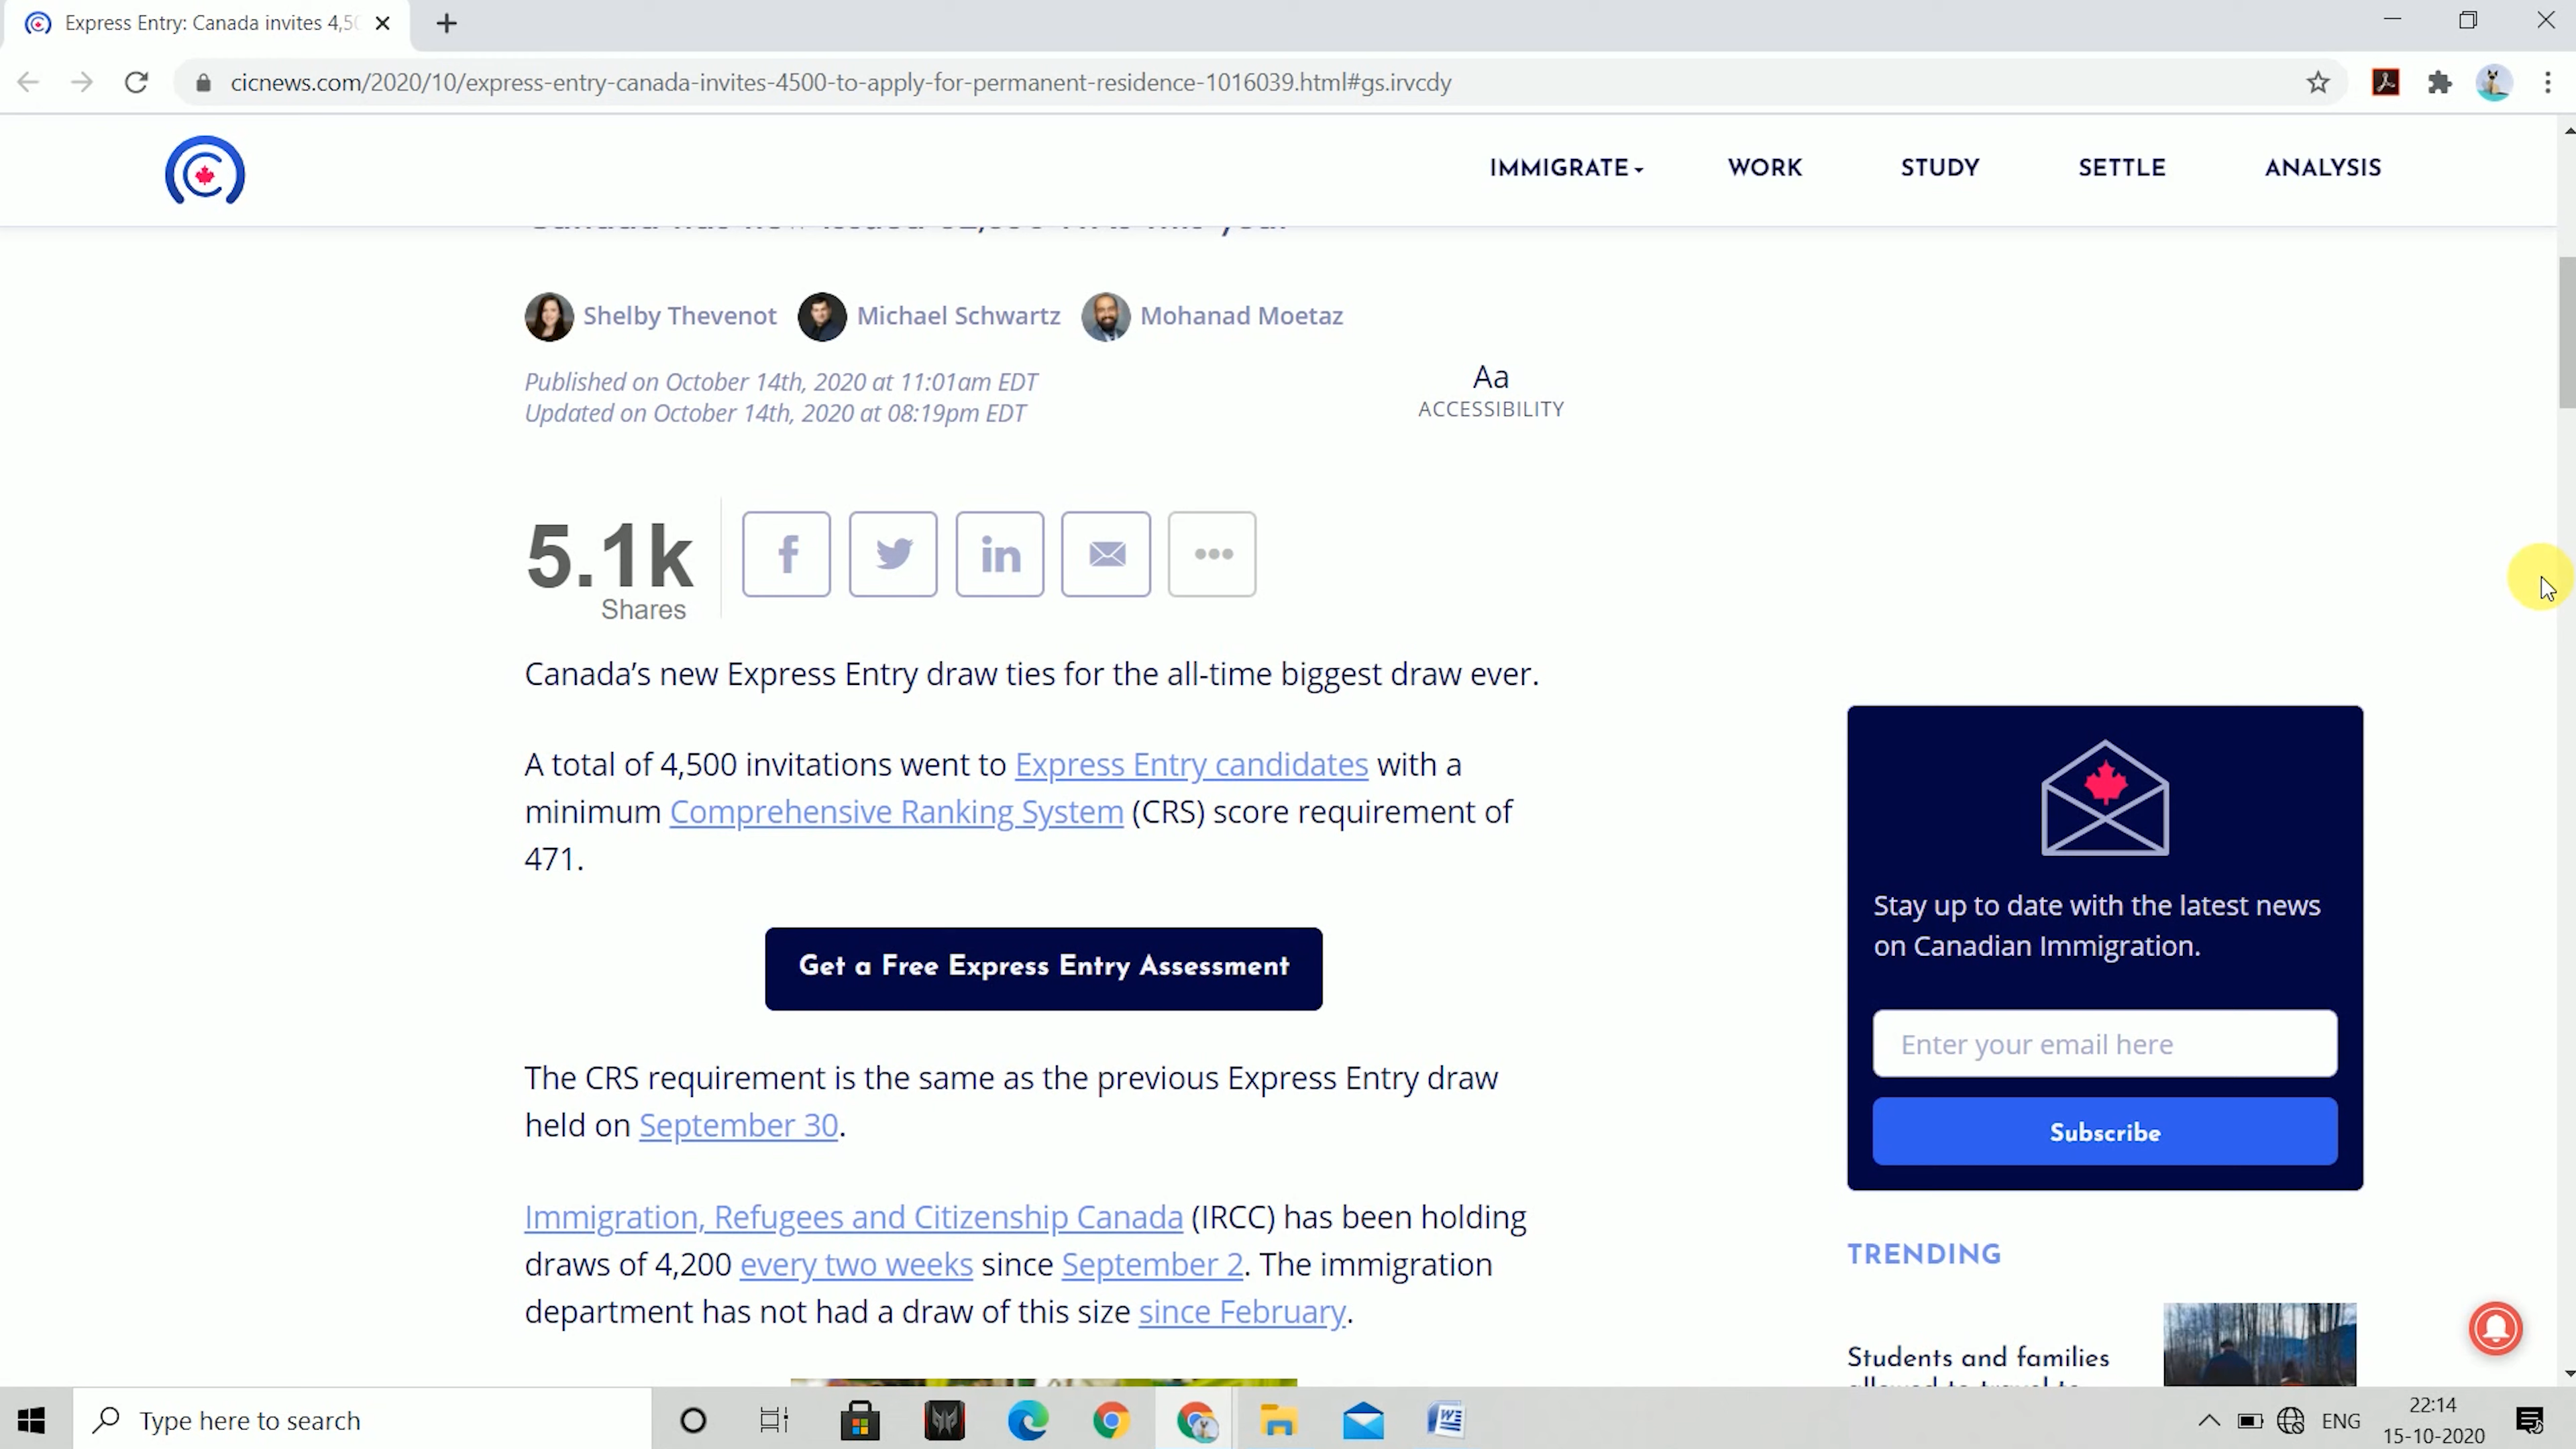 Express Entry: Canada invites 4,50
cicnews.com/2020/10/express-entry-canada-invites-4500-to-apply-for-permanent-residence-1016039.html#gs.irvcdy
IMMIGRATE WORK STUDY SETTLE ANALYSIS
Shelby Thevenot Michael Schwartz Mohanad Moetaz
Published on October 14th, 2020 at 11:01am EDT
Updated on October 14th, 2020 at 08:19pm EDT
Aa
ACCESSIBILITY
5.1k
Shares
Canada’s new Express Entry draw ties for the all-time biggest draw ever.
A total of 4,500 invitations went to Express Entry candidates with a
minimum Comprehensive Ranking System (CRS) score requirement of
471.
Get a Free Express Entry Assessment
The CRS requirement is the same as the previous Express Entry draw
held on September 30.
Immigration, Refugees and Citizenship Canada (IRCC) has been holding
draws of 4,200 every two weeks since September 2. The immigration
department has not had a draw of this size since February.
Stay up to date with the latest news
on Canadian Immigration.
Enter your email here
Subscribe
TRENDING
Students and families
allowed to travel to
Type here to search
ENG
22:14
15-10-2020